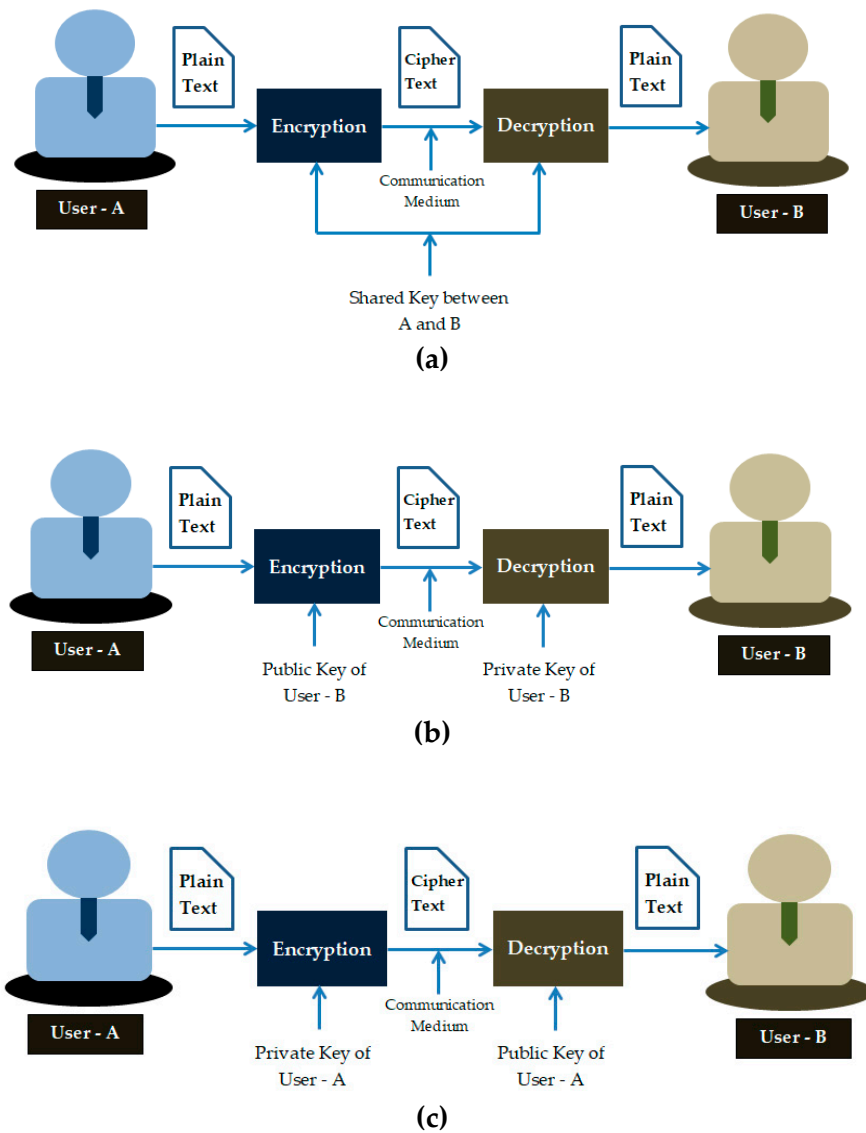 Plain
Text
Cipher
Text
Plain
Text
Encryption
Decryption
Communication
Medium
User - A
User - B
Shared Key between
A and B
(a)
Plain
Text
Cipher
Text
Plain
Text
Encryption
Decryption
Communication
Medium
User - A
User - B
Public Key of
User - B
Private Key of
User - B
(b)
Plain
Text
Cipher
Text
Plain
Text
Encryption
Decryption
Communication
Medium
User - A
User - B
Private Key of
User - A
Public Key of
User - A
(c)